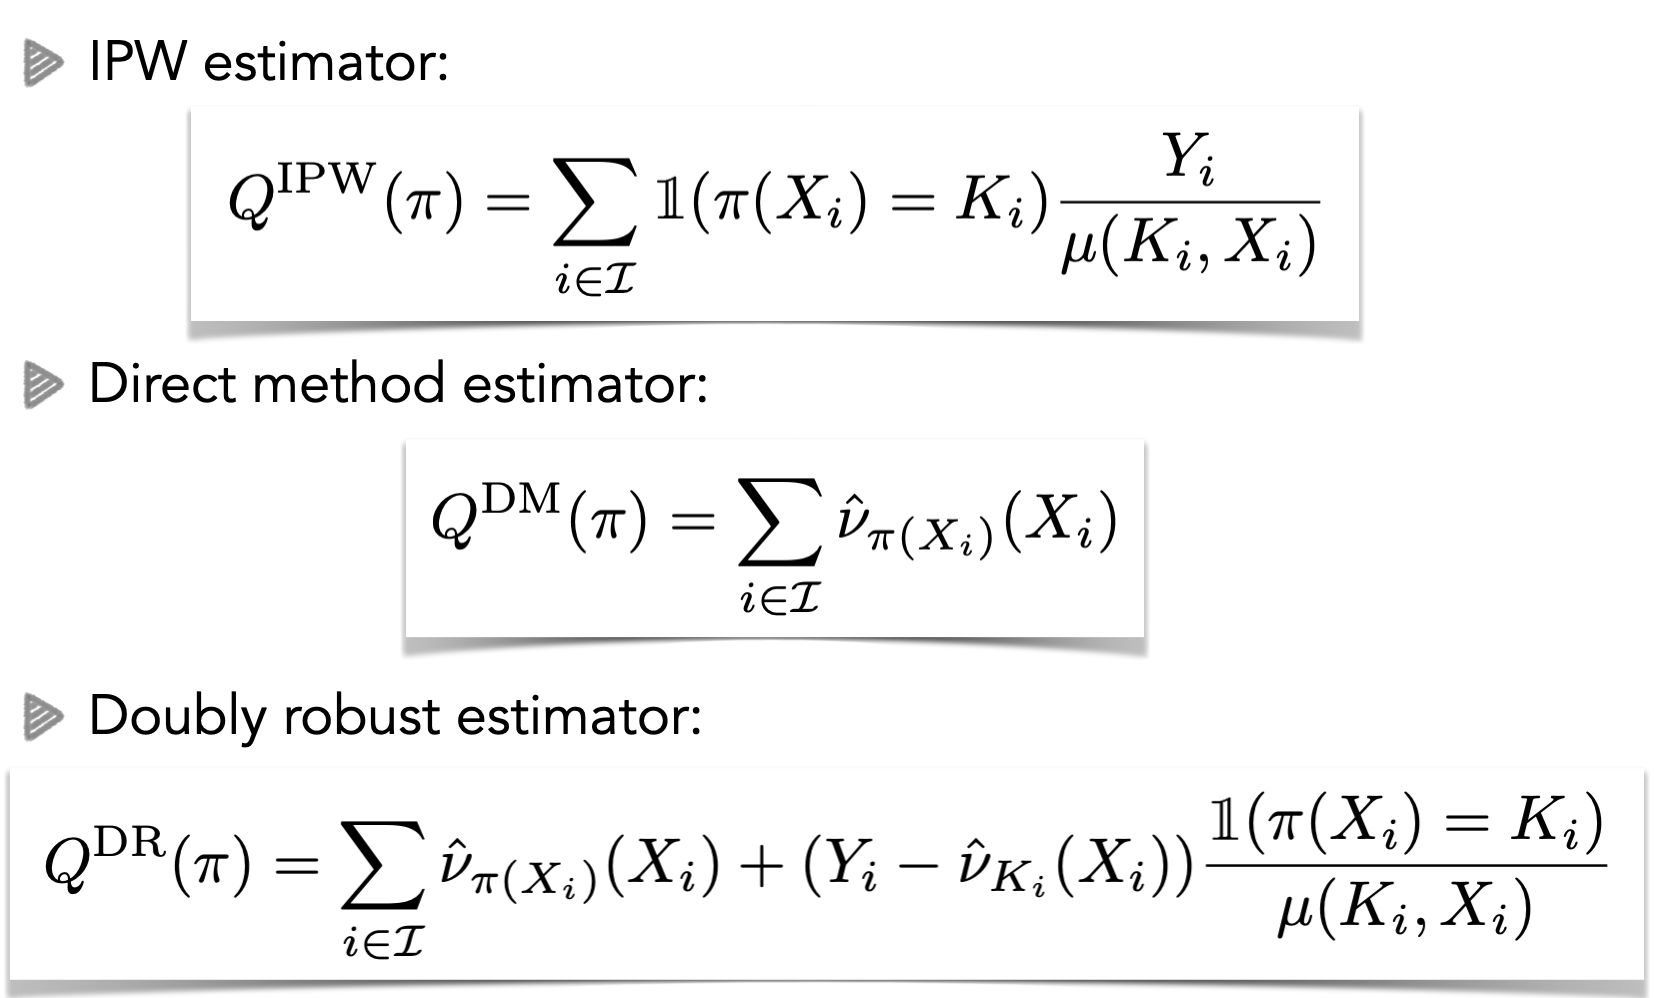 IPW estimator:
$Q^{\mathrm{IPW}}(\pi) = \sum_{i \in \mathcal{I}} \mathbb{1}(\pi(X_i) = K_i) \frac{Y_i}{\mu(K_i, X_i)}$
Direct method estimator:
$Q^{\mathrm{DM}}(\pi) = \sum_{i \in \mathcal{I}} \hat{\nu}_{\pi(X_i)}(X_i)$
Doubly robust estimator:
$Q^{\mathrm{DR}}(\pi) = \sum_{i \in \mathcal{I}} \hat{\nu}_{\pi(X_i)}(X_i) + (Y_i - \hat{\nu}_{K_i}(X_i)) \frac{\mathbb{1}(\pi(X_i) = K_i)}{\mu(K_i, X_i)}$